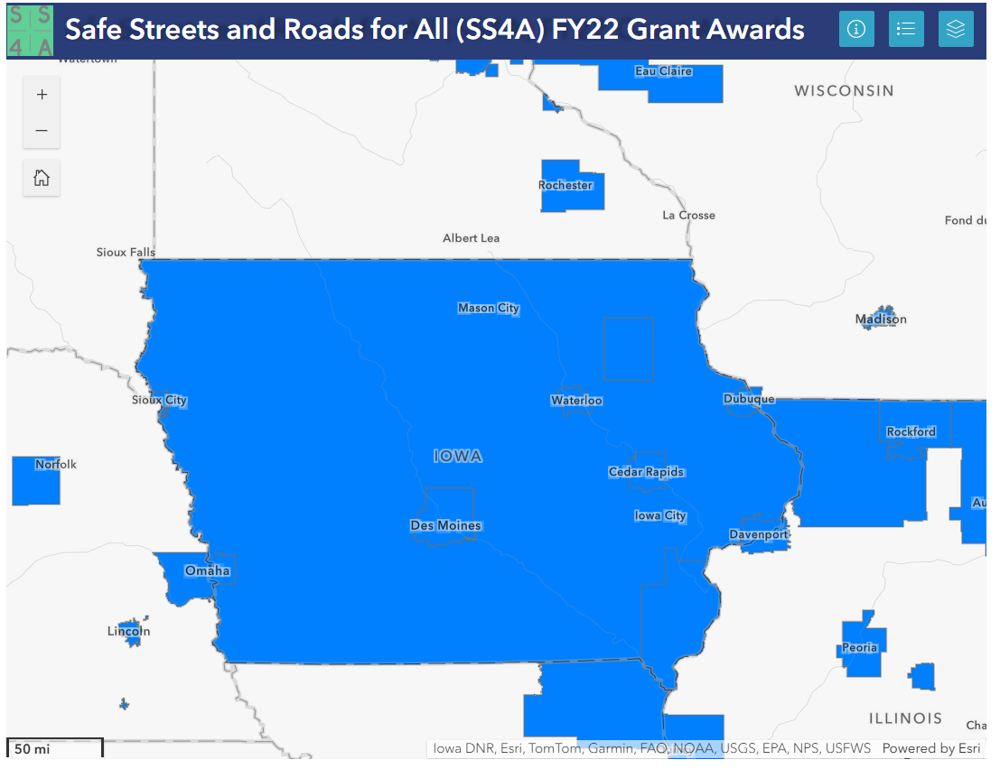 S S
4 A
Safe Streets and Roads for All (SS4A) FY22 Grant Awards
Watertown
Eau Claire
WISCONSIN
+
−
Rochester
La Crosse
Fond du
Albert Lea
Sioux Falls
Mason City
Madison
Sioux City
Waterloo
Dubuque
Rockford
IOWA
Norfolk
Cedar Rapids
Au
Iowa City
Des Moines
Davenport
Omaha
Lincoln
Peoria
ILLINOIS
Cha
50 mi
Iowa DNR, Esri, TomTom, Garmin, FAO, NOAA, USGS, EPA, NPS, USFWS
Powered by Esri